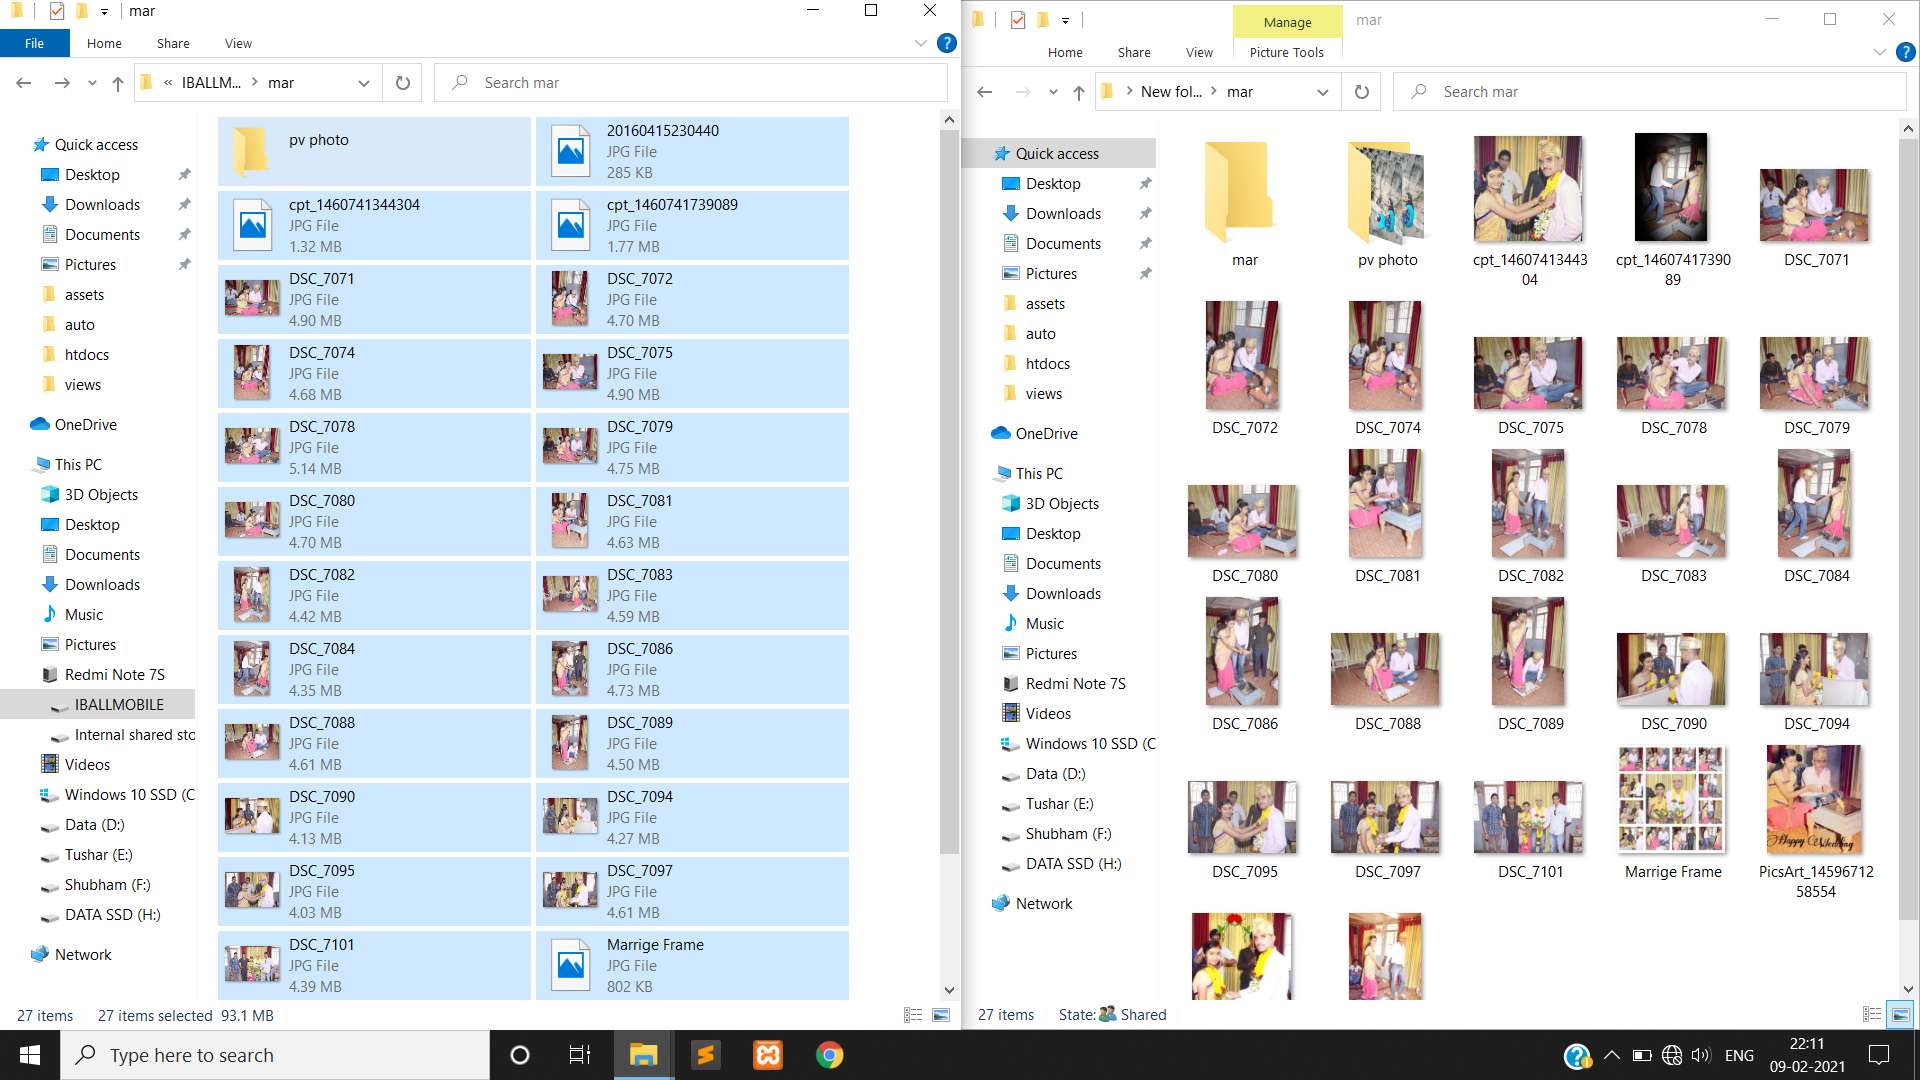 mar
File
Home
Share
View
IBALLM...
mar
Search mar
Quick access
Desktop
Downloads
Documents
Pictures
assets
auto
htdocs
views
OneDrive
This PC
3D Objects
Desktop
Documents
Downloads
Music
Pictures
Redmi Note 7S
IBALLMOBILE
Internal shared sto
Videos
Windows 10 SSD (C
Data (D:)
Tushar (E:)
Shubham (F:)
DATA SSD (H:)
Network
pv photo
20160415230440
JPG File
285 KB
cpt_1460741344304
JPG File
1.32 MB
cpt_1460741739089
JPG File
1.77 MB
DSC_7071
JPG File
4.90 MB
DSC_7072
JPG File
4.70 MB
DSC_7074
JPG File
4.68 MB
DSC_7075
JPG File
4.90 MB
DSC_7078
JPG File
5.14 MB
DSC_7079
JPG File
4.75 MB
DSC_7080
JPG File
4.70 MB
DSC_7081
JPG File
4.63 MB
DSC_7082
JPG File
4.42 MB
DSC_7083
JPG File
4.59 MB
DSC_7084
JPG File
4.35 MB
DSC_7086
JPG File
4.73 MB
DSC_7088
JPG File
4.61 MB
DSC_7089
JPG File
4.50 MB
DSC_7090
JPG File
4.13 MB
DSC_7094
JPG File
4.27 MB
DSC_7095
JPG File
4.03 MB
DSC_7097
JPG File
4.61 MB
DSC_7101
JPG File
4.39 MB
Marrige Frame
JPG File
802 KB
27 items
27 items selected 93.1 MB
Manage
mar
Home
Share
View
Picture Tools
New fol...
mar
Search mar
Quick access
Desktop
Downloads
Documents
Pictures
assets
auto
htdocs
views
OneDrive
This PC
3D Objects
Desktop
Documents
Downloads
Music
Pictures
Redmi Note 7S
Videos
Windows 10 SSD (C
Data (D:)
Tushar (E:)
Shubham (F:)
DATA SSD (H:)
Network
mar
pv photo
cpt_14607413443
04
cpt_14607417390
89
DSC_7071
DSC_7072
DSC_7074
DSC_7075
DSC_7078
DSC_7079
DSC_7080
DSC_7081
DSC_7082
DSC_7083
DSC_7084
DSC_7086
DSC_7088
DSC_7089
DSC_7090
DSC_7094
DSC_7095
DSC_7097
DSC_7101
Marrige Frame
Happy Wedding
PicsArt_14596712
58554
27 items
State: Shared
Type here to search
ENG
22:11
09-02-2021